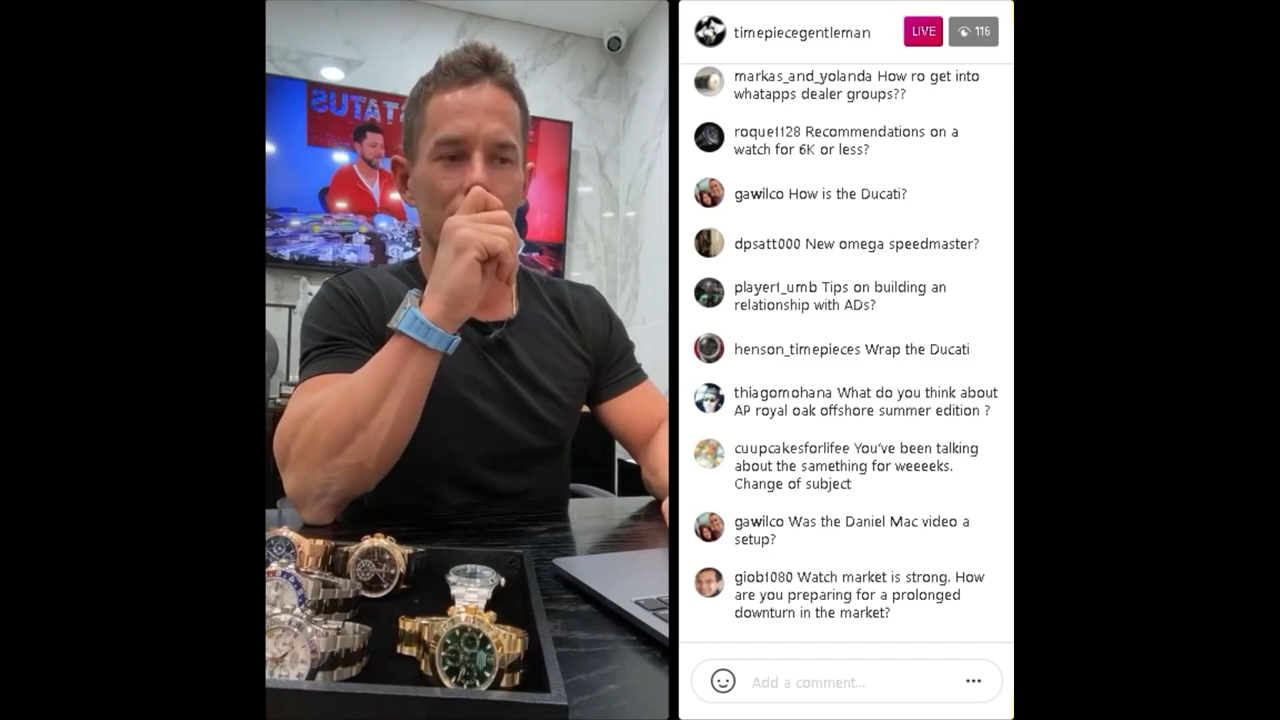 STATUS
timepiecegentleman
LIVE
116
markas_and_yolanda How ro get into
whatapps dealer groups??
roque1128 Recommendations on a
watch for 6K or less?
gawilco How is the Ducati?
dpsatt000 New omega speedmaster?
player1_umb Tips on building an
relationship with ADs?
henson_timepieces Wrap the Ducati
thiagomohana What do you think about
AP royal oak offshore summer edition ?
cuupcakesforlifee You've been talking
about the samething for weeeks.
Change of subject
gawilco Was the Daniel Mac video a
setup?
giob1080 Watch market is strong. How
are you preparing for a prolonged
downturn in the market?
Add a comment...